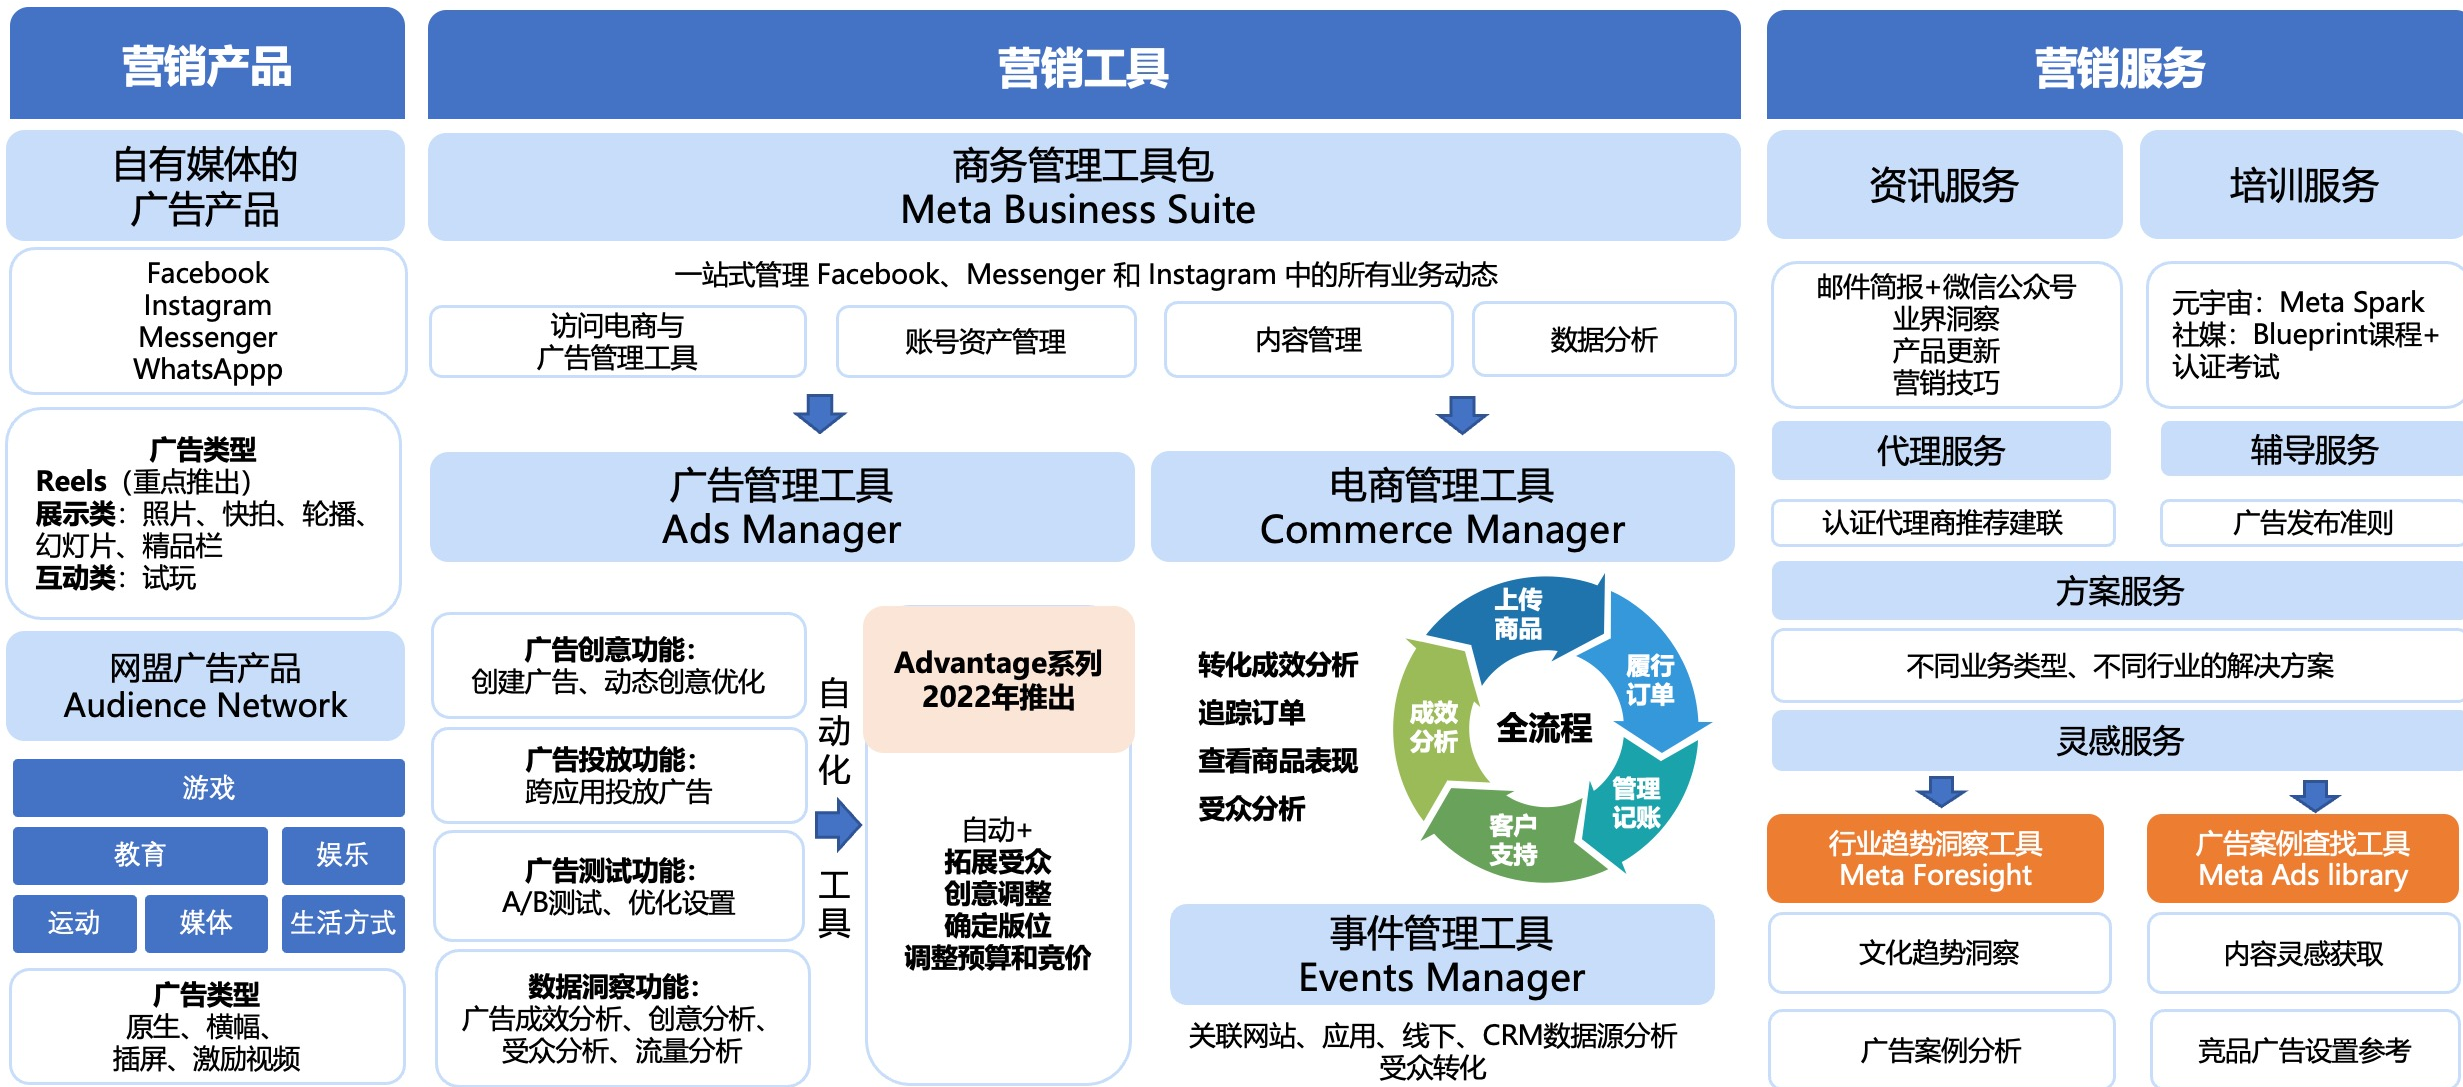 营销产品
自有媒体的
广告产品
Facebook
Instagram
Messenger
WhatsAppp
广告类型
Reels（重点推出）
展示类：照片、快拍、轮播、
幻灯片、精品栏
互动类：试玩
网盟广告产品
Audience Network
游戏
教育
娱乐
运动
媒体
生活方式
广告类型
原生、横幅、
插屏、激励视频
营销工具
商务管理工具包
Meta Business Suite
一站式管理 Facebook、Messenger 和 Instagram 中的所有业务动态
访问电商与
广告管理工具
账号资产管理
内容管理
数据分析
广告管理工具
Ads Manager
广告创意功能：
创建广告、动态创意优化
广告投放功能：
跨应用投放广告
广告测试功能：
A/B测试、优化设置
数据洞察功能：
广告成效分析、创意分析、
受众分析、流量分析
自
动
化
工
具
Advantage系列
2022年推出
自动+
拓展受众
创意调整
确定版位
调整预算和竞价
电商管理工具
Commerce Manager
转化成效分析
追踪订单
查看商品表现
受众分析
上传
商品
履行
订单
管理
记账
客户
支持
成效
分析
全流程
事件管理工具
Events Manager
关联网站、应用、线下、CRM数据源分析
受众转化
营销服务
资讯服务
邮件简报+微信公众号
业界洞察
产品更新
营销技巧
培训服务
元宇宙：Meta Spark
社媒：Blueprint课程+
认证考试
代理服务
认证代理商推荐建联
辅导服务
广告发布准则
方案服务
不同业务类型、不同行业的解决方案
灵感服务
行业趋势洞察工具
Meta Foresight
文化趋势洞察
广告案例分析
广告案例查找工具
Meta Ads library
内容灵感获取
竞品广告设置参考